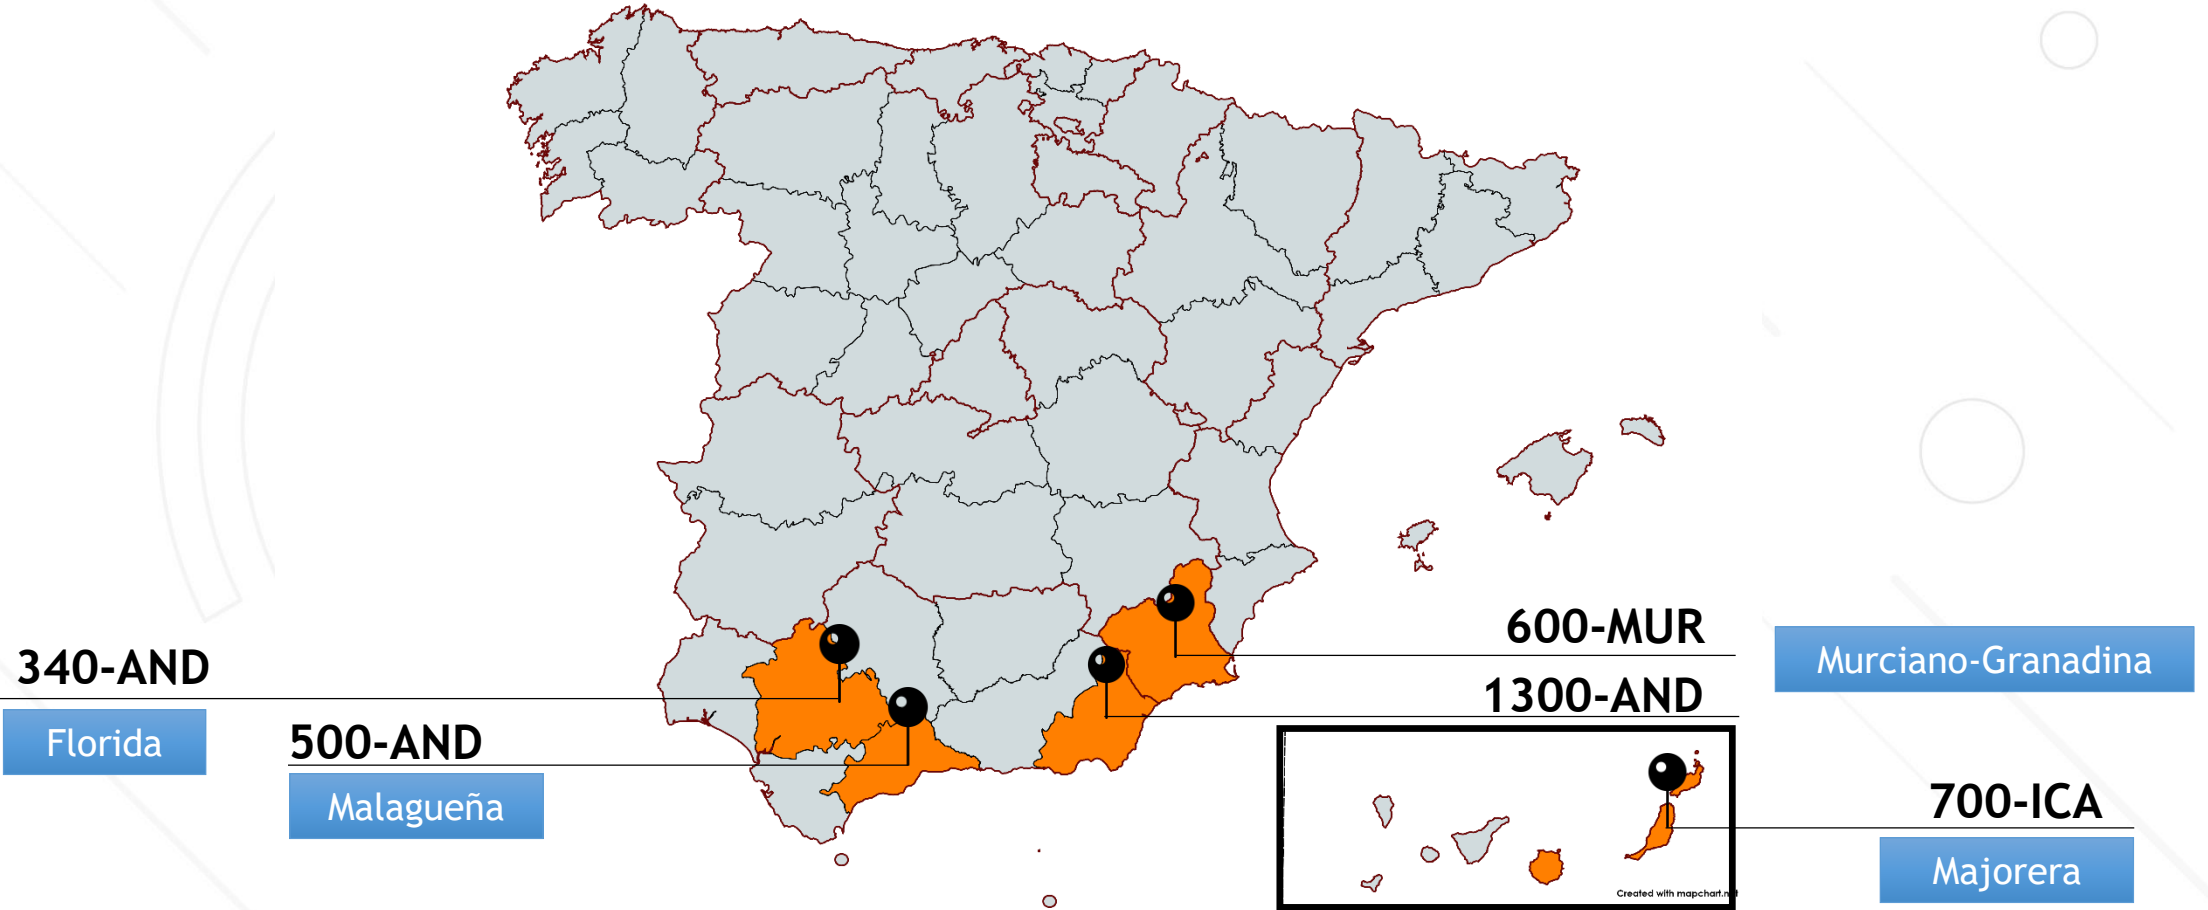 340-AND
Florida
500-AND
Malagueña
600-MUR
1300-AND
Murciano-Granadina
700-ICA
Majorera
Created with mapchart.net